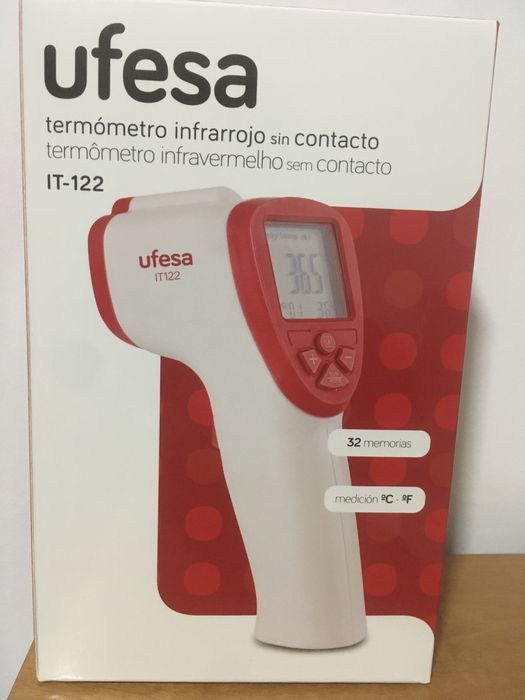 ufesa
termómetro infrarrojo sin contacto
termômetro infravermelho sem contacto
IT-122
ufesa
IT122
36.5
32 memorias
medición ºC - ºF